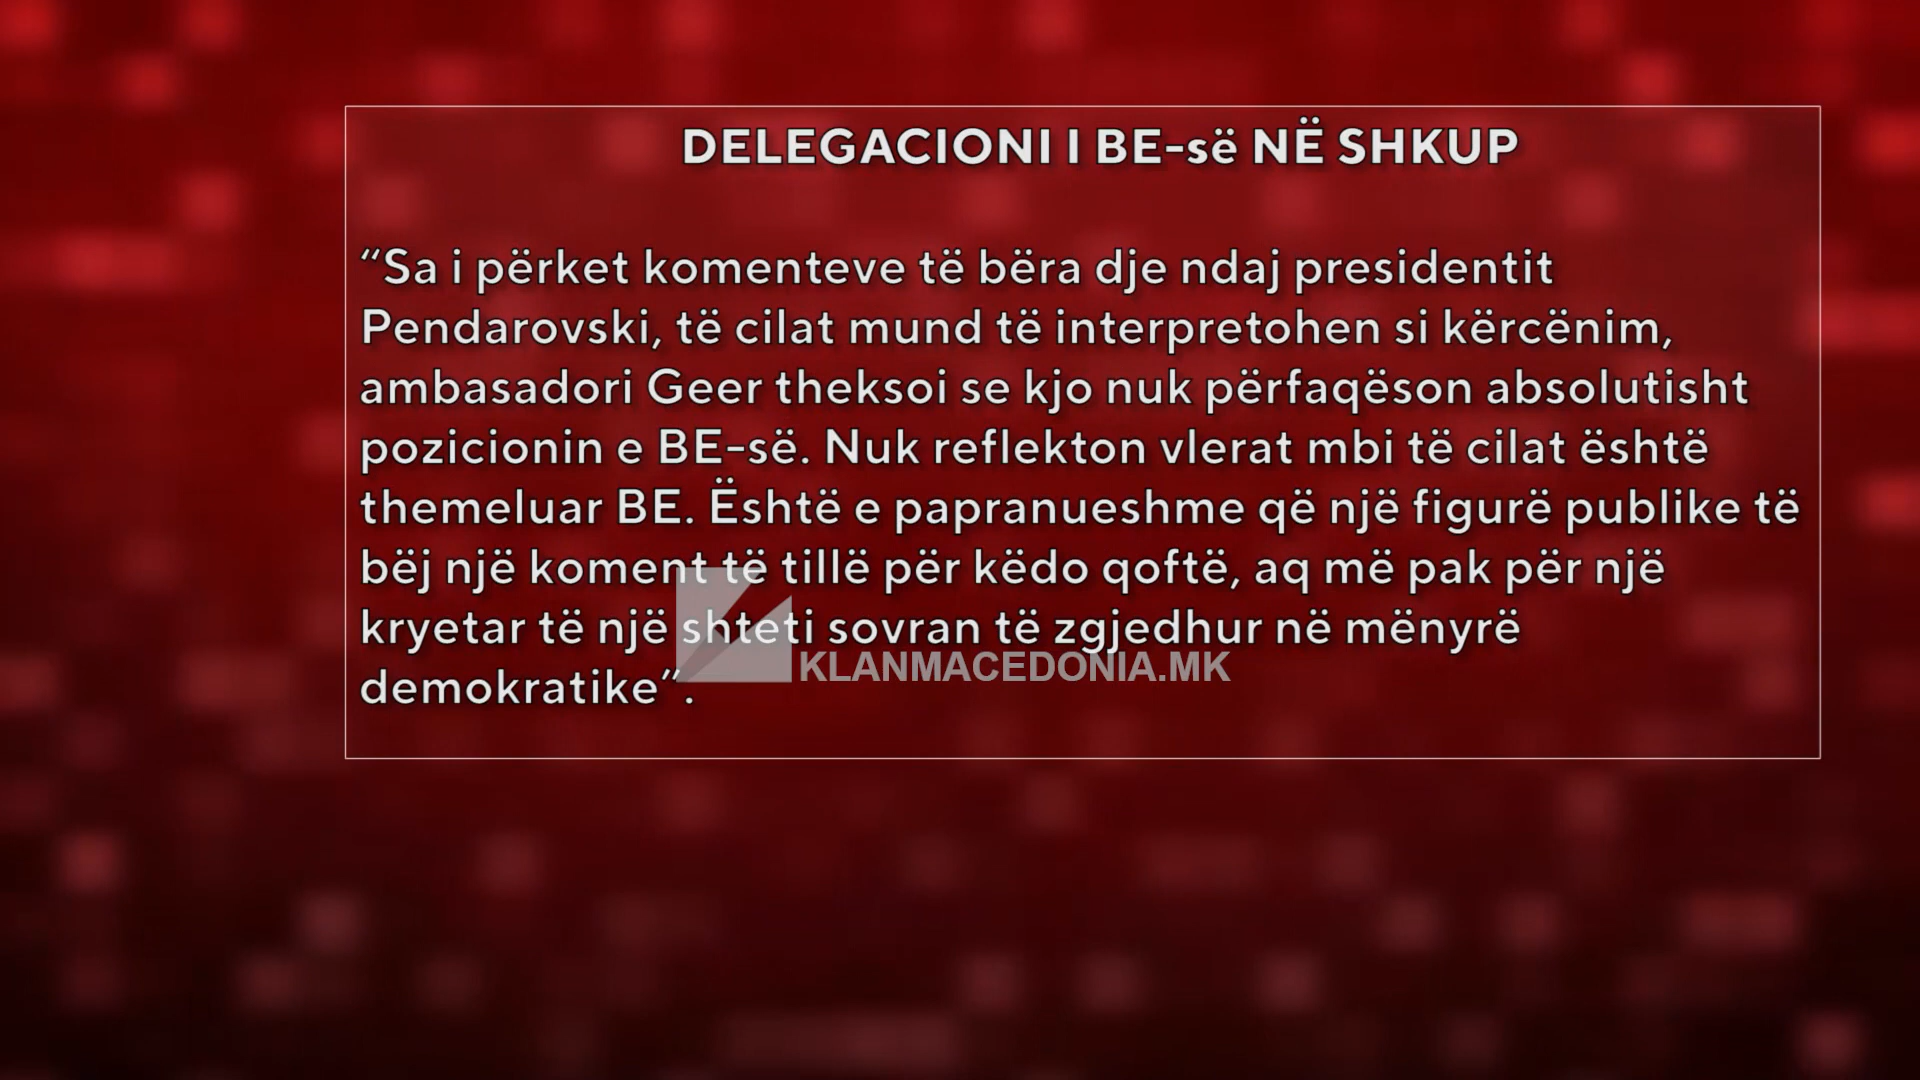 DELEGACIONI I BE-së NË SHKUP
“Sa i përket komenteve të bëra dje ndaj presidentit
Pendarovski, të cilat mund të interpretohen si kërcënim,
ambasadori Geer theksoi se kjo nuk përfaqëson absolutisht
pozicionin e BE-së. Nuk reflekton vlerat mbi të cilat është
themeluar BE. Është e papranueshme që një figurë publike të
bëj një koment të tillë për këdo qoftë, aq më pak për një
kryetar të një shteti sovran të zgjedhur në mënyrë
demokratike”.
KLANMACEDONIA.MK